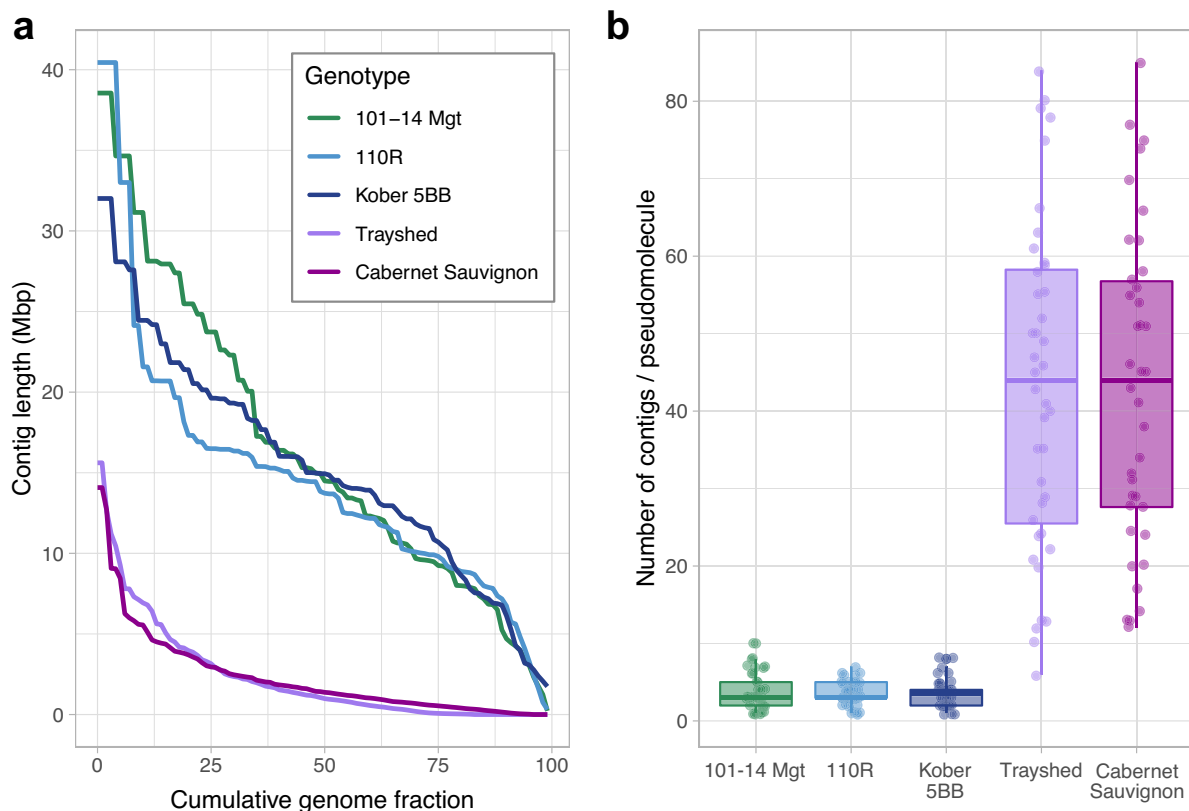 a
Contig length (Mbp)
40
30
20
10
0
Genotype
101–14 Mgt
110R
Kober 5BB
Trayshed
Cabernet Sauvignon
0
25
50
75
100
Cumulative genome fraction
b
Number of contigs / pseudomolecule
80
60
40
20
0
101-14 Mgt
110R
Kober
5BB
Trayshed
Cabernet
Sauvignon